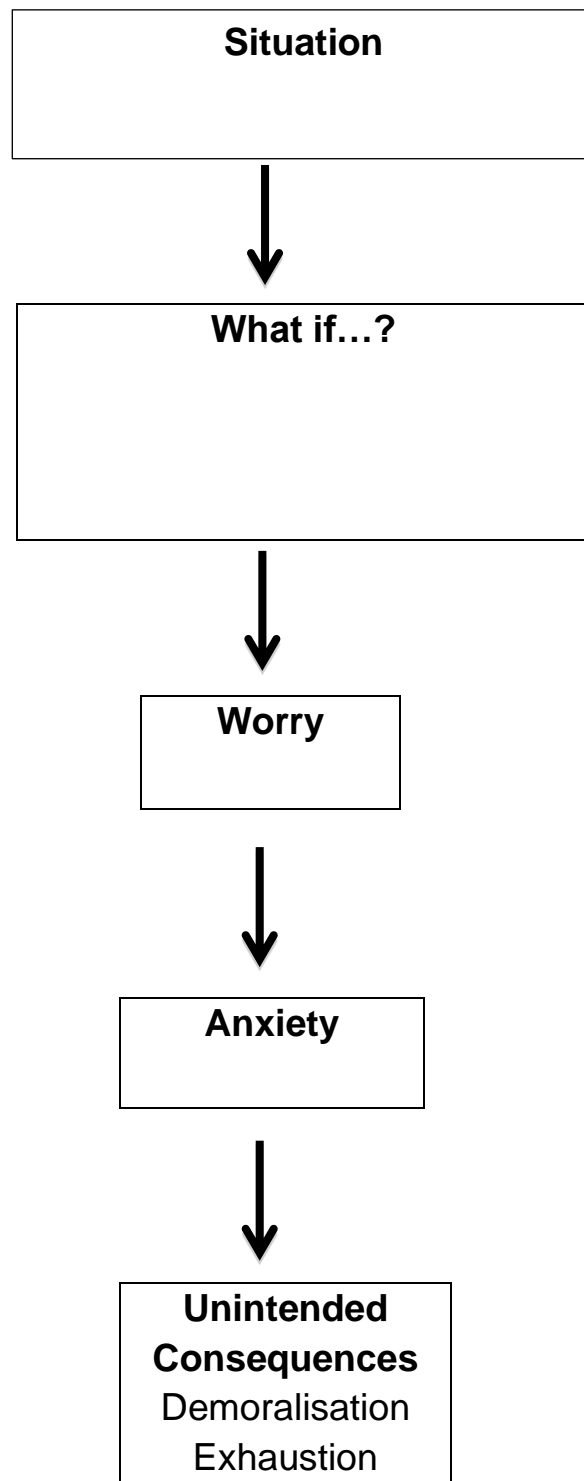 Situation
What if…?
Worry
Anxiety
Unintended
Consequences
Demoralisation
Exhaustion